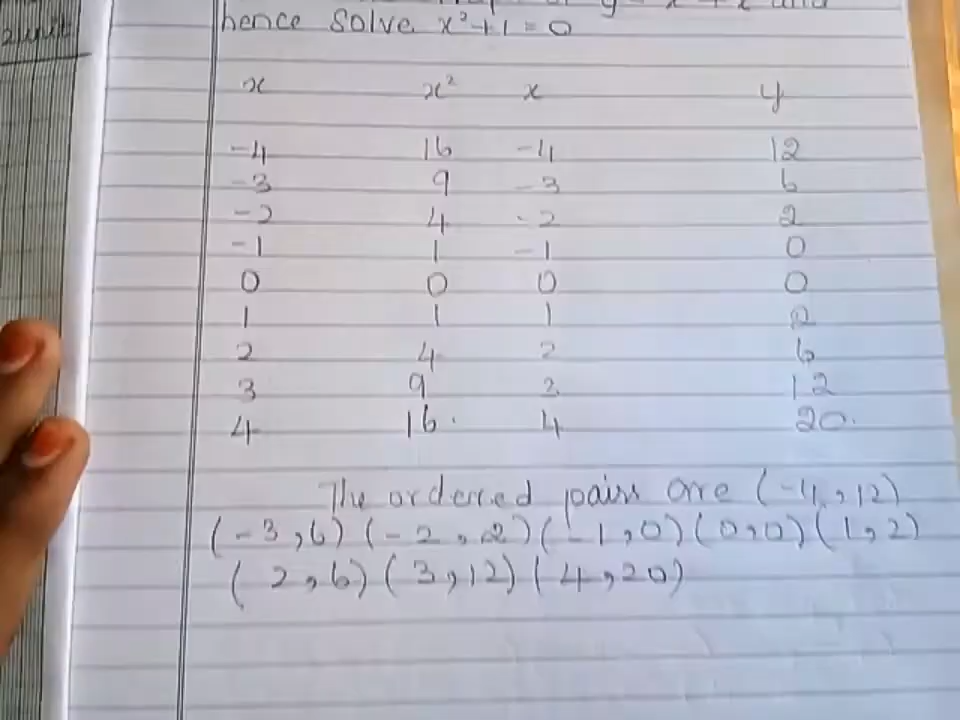 hence solve x²+1=0
x x² x y
-4 16 -4 12
-3 9 -3 6
-2 4 -2 2
-1 1 -1 0
0 0 0 0
1 1 1 2
2 4 2 6
3 9 3 12
4 16. 4 20.
The ordered pairs are (-4,12)
(-3,6) (-2,2) (-1,0) (0,0) (1,2)
(2,6) (3,12) (4,20)